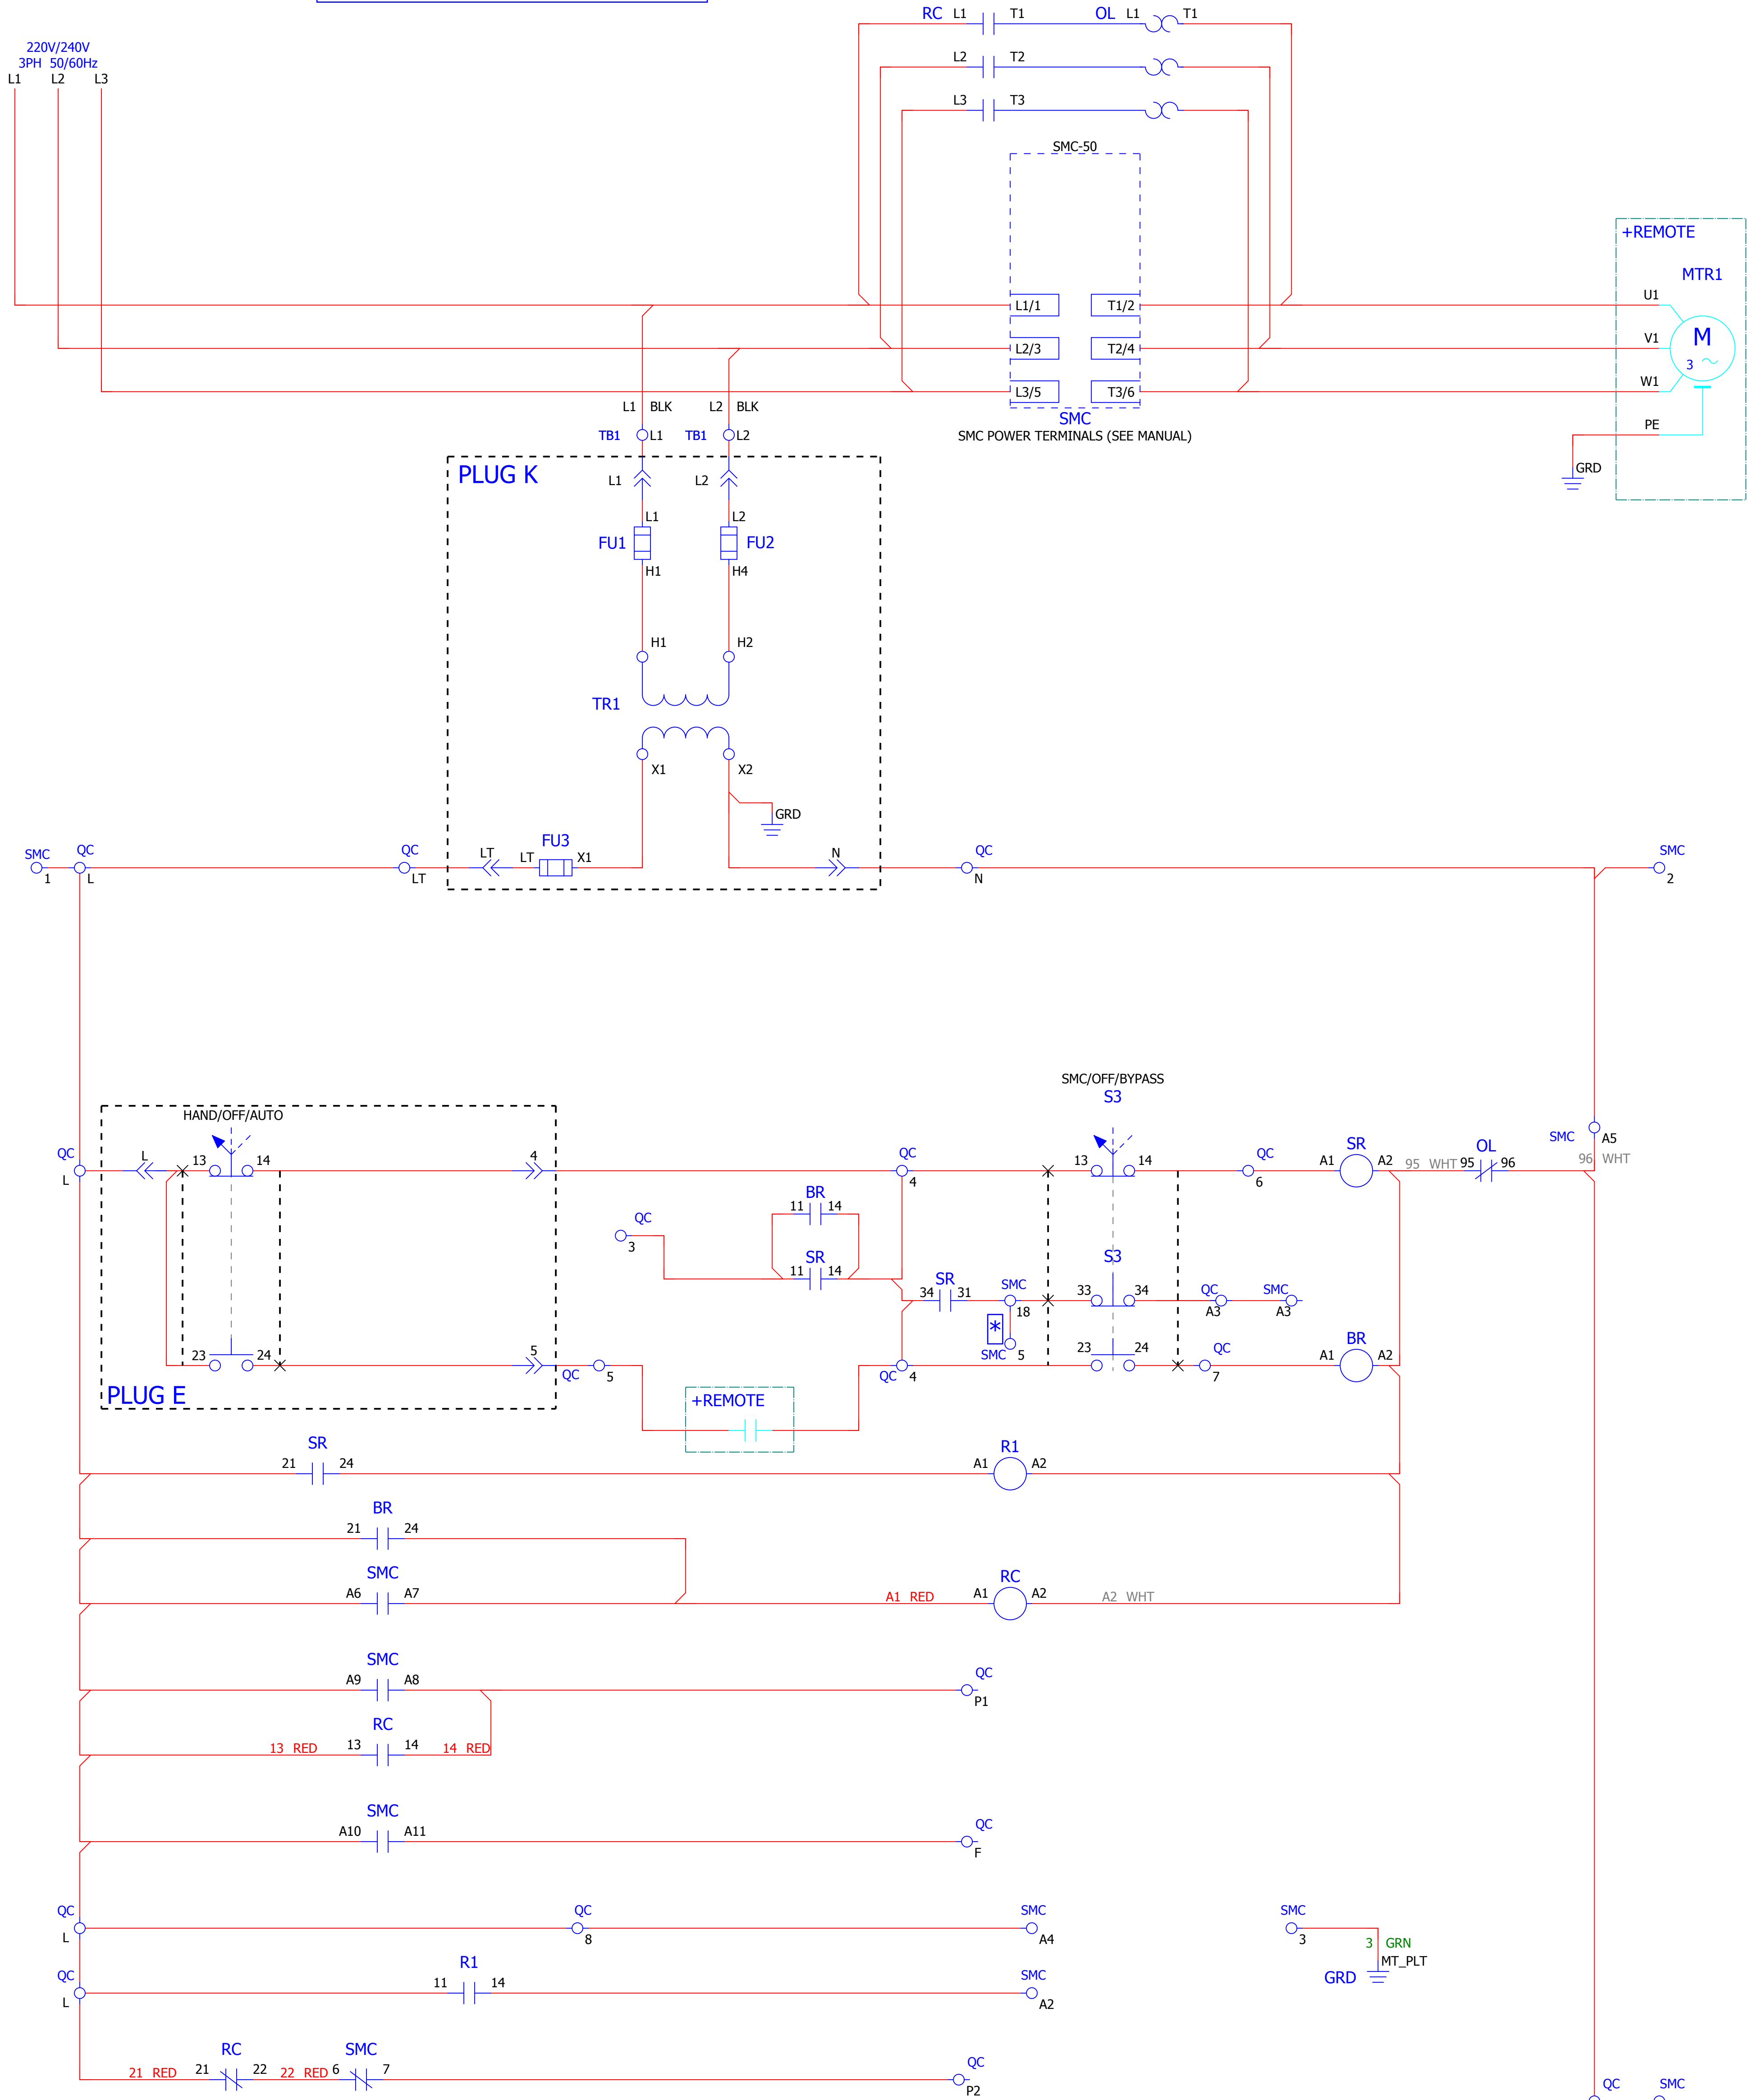 RC L1 T1 OL L1 T1
220V/240V
3PH 50/60Hz
L1 L2 L3
L2 T2
L3 T3
SMC-50
+REMOTE
MTR1
L1/1 T1/2 U1
L2/3 T2/4 V1
M
3
L3/5 T3/6 W1
L1 BLK L2 BLK
SMC
SMC POWER TERMINALS (SEE MANUAL)
PE
TB1 L1 TB1 L2
GRD
PLUG K
L1 L2
L1 L2
FU1 FU2
H1 H4
H1 H2
TR1
X1 X2
GRD
SMC QC QC FU3 QC SMC
LT LT X1 N
1 L LT N 2
SMC/OFF/BYPASS
S3
HAND/OFF/AUTO
SMC A5
QC L 13 14 4 QC 13 14 QC SR OL
A1 A2 95 WHT 95 96 96 WHT
L 4 6
BR
11 14
QC
3
SR
11 14
S3
SR SMC
34 31 33 34 QC SMC
18 A3 A3
*
SMC 5
23 24 5 23 24 QC BR
A1 A2
QC 5 QC 4 7
PLUG E
+REMOTE
SR R1
21 24 A1 A2
BR
21 24
SMC RC
A6 A7 A1 RED A1 A2 A2 WHT
SMC QC
A9 A8 P1
RC
13 RED 13 14 14 RED
SMC QC
A10 A11 F
QC QC SMC SMC
L 8 A4 3
3 GRN
MT_PLT
GRD
QC R1 SMC
11 14
L A2
RC SMC QC
21 RED 21 22 22 RED 6 7
P2
QC SMC